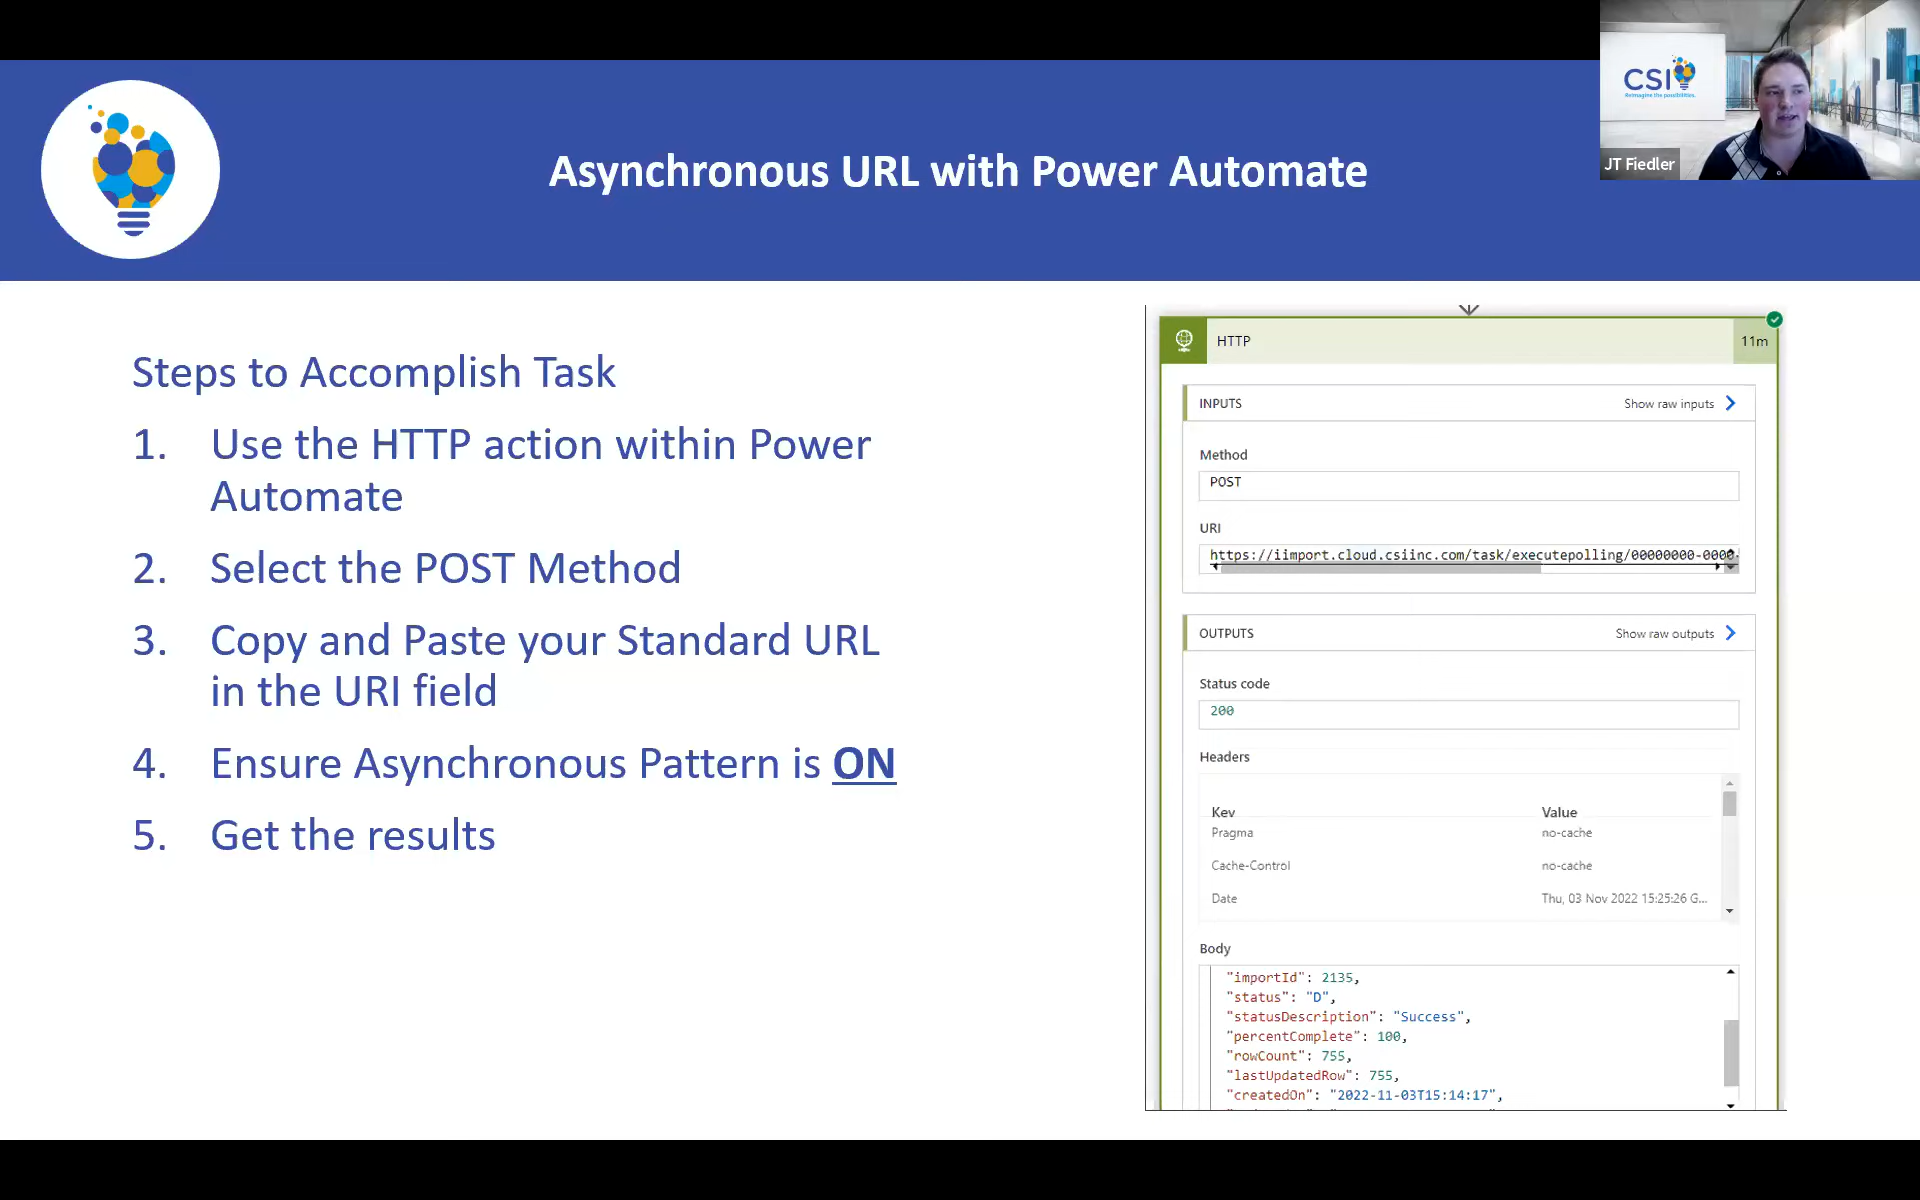 CSI
Reimagine the possibilities.
JT Fiedler
Asynchronous URL with Power Automate
Steps to Accomplish Task
1. Use the HTTP action within Power
Automate
2. Select the POST Method
3. Copy and Paste your Standard URL
in the URI field
4. Ensure Asynchronous Pattern is ON
5. Get the results
HTTP
11m
INPUTS
Show raw inputs
Method
POST
URI
https://iimport.cloud.csiinc.com/task/executepolling/00000000-0000-
OUTPUTS
Show raw outputs
Status code
200
Headers
Key Value
Pragma no-cache
Cache-Control no-cache
Date Thu, 03 Nov 2022 15:25:26 G...
Body
"importId": 2135,
"status": "D",
"statusDescription": "Success",
"percentComplete": 100,
"rowCount": 755,
"lastUpdatedRow": 755,
"createdOn": "2022-11-03T15:14:17",